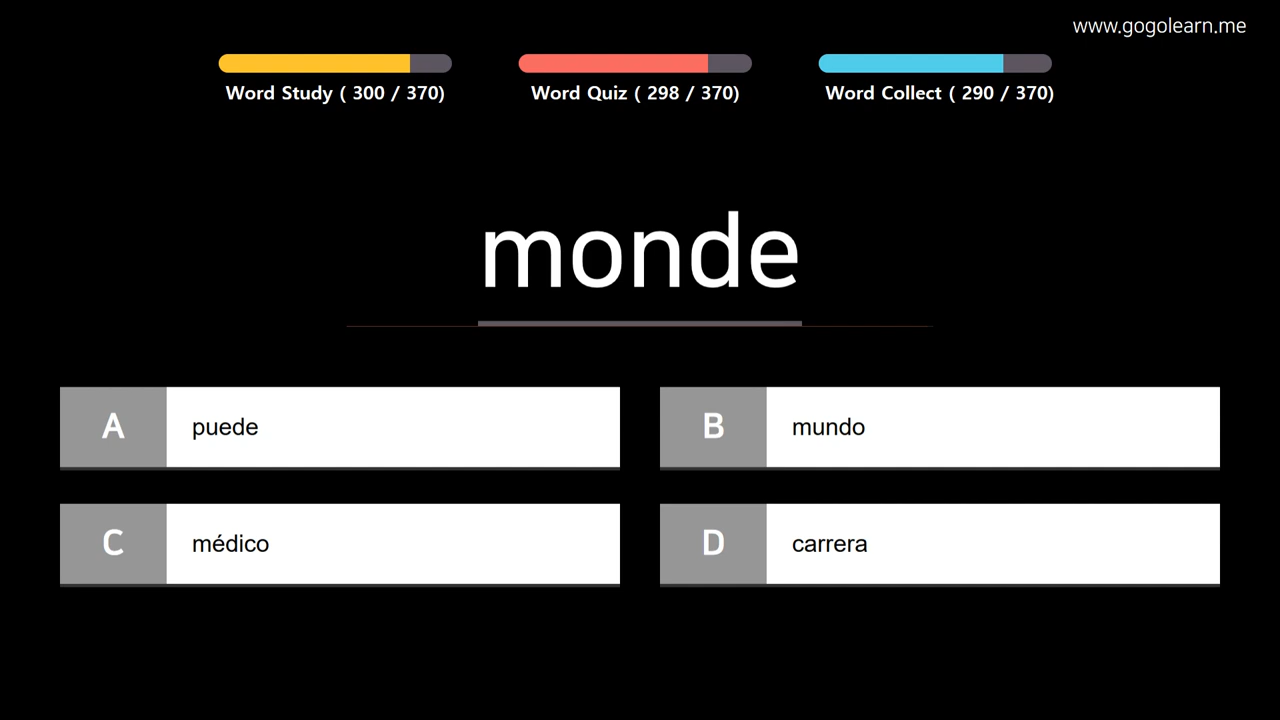 www.gogolearn.me
Word Study ( 300 / 370)
Word Quiz ( 298 / 370)
Word Collect ( 290 / 370)
monde
A puede
B mundo
C médico
D carrera